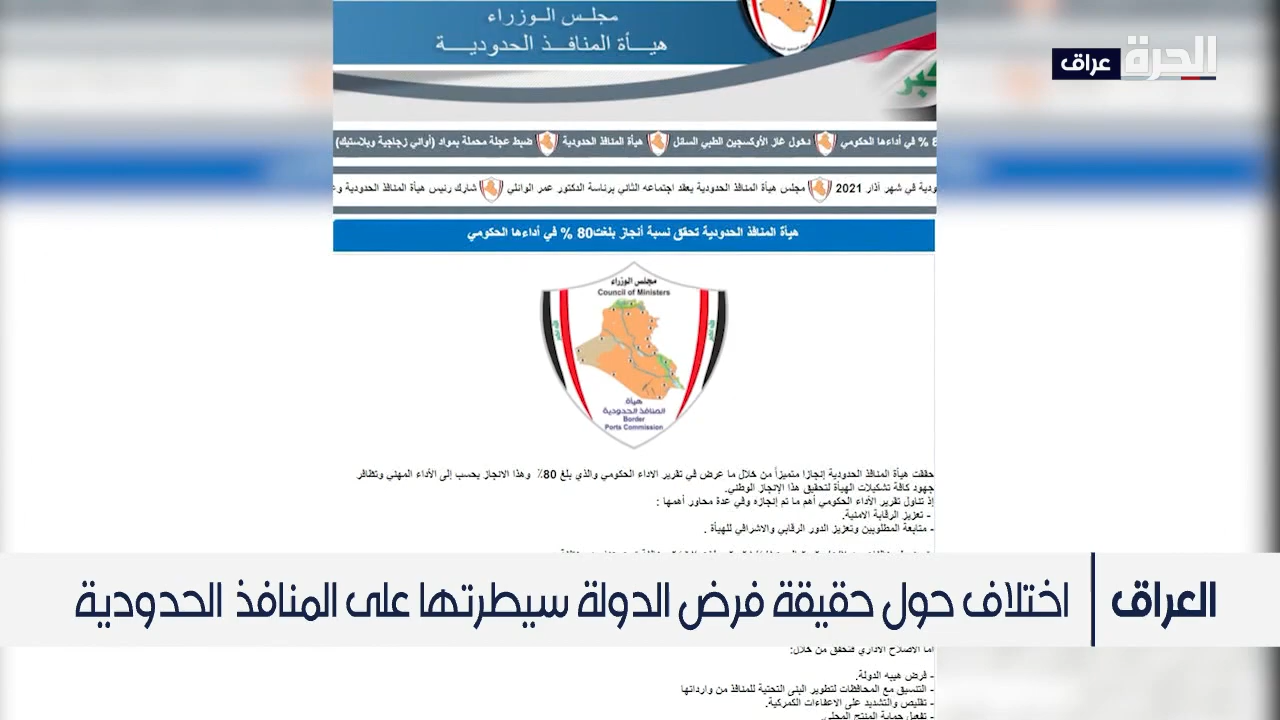 مجلس الوزراء
هيأة المنافذ الحدودية
الحرة
عراق
% في أداءها الحكومي دخول غاز الأوكسجين الطبي السائل هيأة المنافذ الحدودية ضبط عجلة محملة بمواد (أواني زجاجية وبلاستيك)
في شهر أذار 2021 مجلس هيأة المنافذ الحدودية يعقد اجتماعه الثاني برئاسة الدكتور عمر الوائلي شارك رئيس هيأة المنافذ الحدودية
هيأة المنافذ الحدودية تحقق نسبة أنجاز بلغت80 % في أداءها الحكومي
مجلس الوزراء
Council of Ministers
هيأة
المنافذ الحدودية
Border
Ports Commission
حققت هيأة المنافذ الحدودية إنجازا متميزاً من خلال ما عرض في تقرير الاداء الحكومي والذي بلغ 80٪ وهذا الانجاز يحسب إلى الأداء المهني وتظافر
جهود كافة تشكيلات الهيأة لتحقيق هذا الإنجاز الوطني.
إذ تناول تقرير الأداء الحكومي أهم ما تم إنجازه وفي عدة محاور أهمها :
- تعزيز الرقابة الامنية.
- متابعة المطلوبين وتعزيز الدور الرقابي والاشرافي للهيأة .
العراق
اختلاف حول حقيقة فرض الدولة سيطرتها على المنافذ الحدودية
اما الاصلاح الاداري فتحقق من خلال:
- فرض هيبه الدولة.
- التنسيق مع المحافظات لتطوير البنى التحتية للمنافذ من وارداتها
- تقليص والتشديد على الاعفاءات الكمركية.
- تفعيل حماية المنتج المحلي.